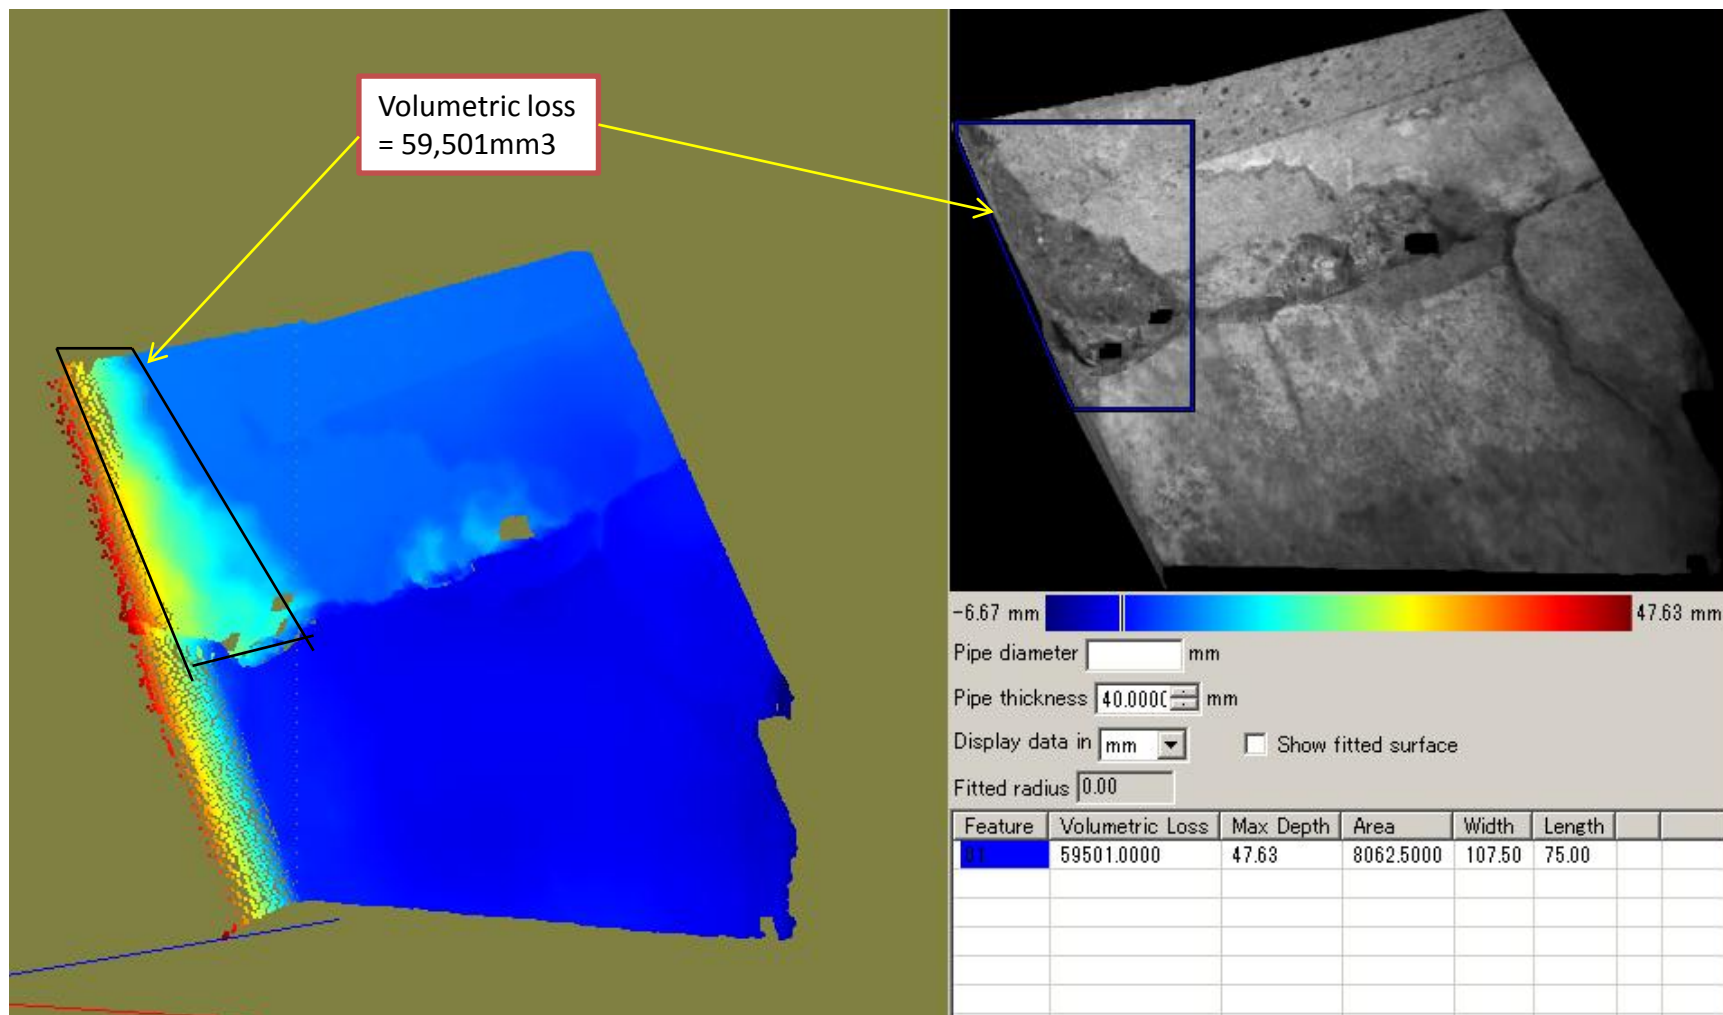 Volumetric loss
= 59,501mm3
-6.67 mm
47.63 mm
Pipe diameter mm
Pipe thickness 40.000( mm
Display data in mm Show fitted surface
Fitted radius 0.00
Feature Volumetric Loss Max Depth Area Width Length
01 59501.0000 47.63 8062.5000 107.50 75.00